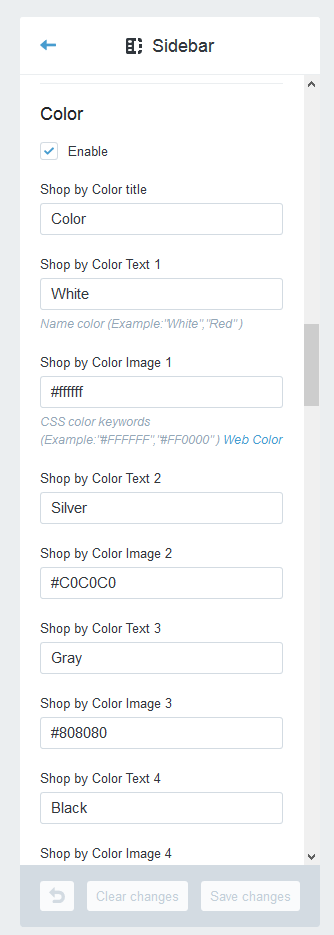 Sidebar
Color
Enable
Shop by Color title
Color
Shop by Color Text 1
White
Name color (Example:"White","Red" )
Shop by Color Image 1
#ffffff
CSS color keywords
(Example:"#FFFFFF","#FF0000" ) Web Color
Shop by Color Text 2
Silver
Shop by Color Image 2
#C0C0C0
Shop by Color Text 3
Gray
Shop by Color Image 3
#808080
Shop by Color Text 4
Black
Shop by Color Image 4
Clear changes Save changes